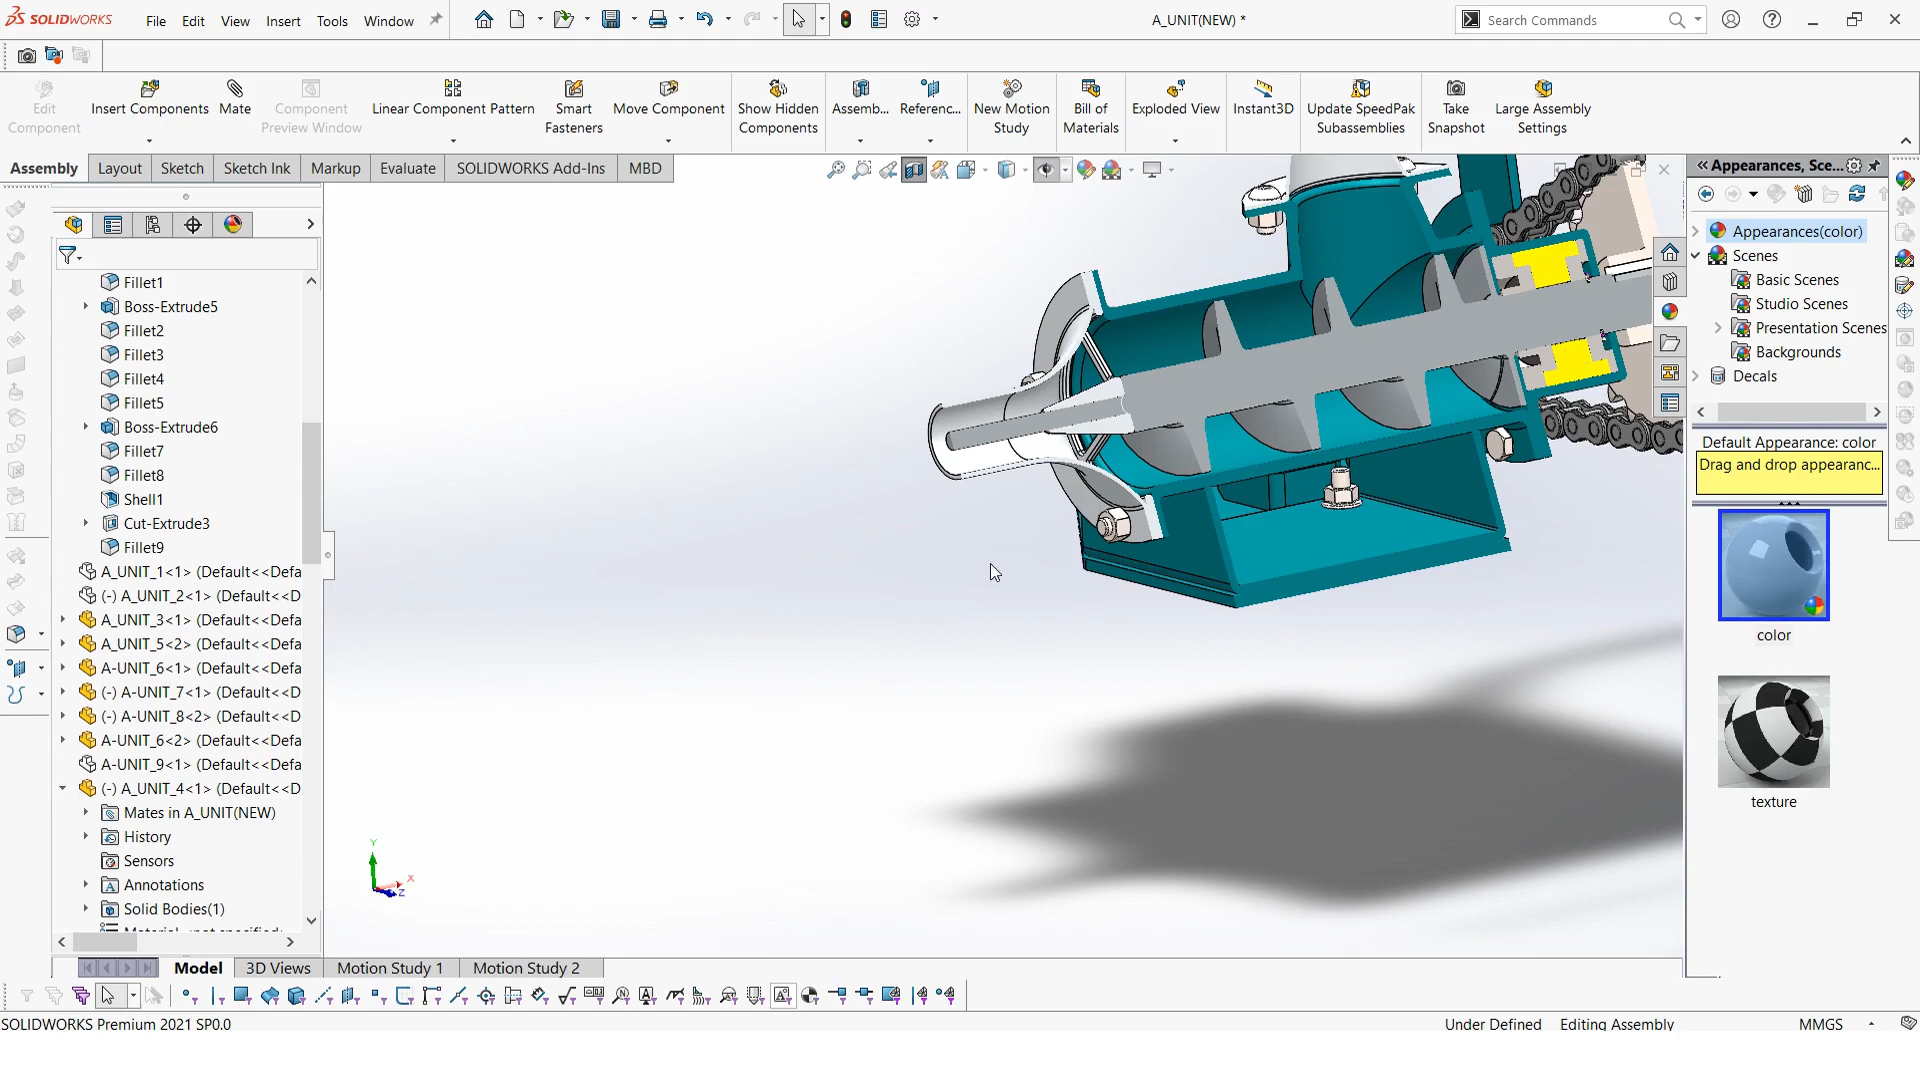 SOLIDWORKS
File Edit View Insert Tools Window
A_UNIT(NEW) *
Search Commands
Edit Component
Insert Components
Mate
Component Preview Window
Linear Component Pattern
Smart Fasteners
Move Component
Show Hidden Components
Assemb...
Referenc...
New Motion Study
Bill of Materials
Exploded View
Instant3D
Update SpeedPak Subassemblies
Take Snapshot
Large Assembly Settings
Assembly Layout Sketch Sketch Ink Markup Evaluate SOLIDWORKS Add-Ins MBD
Fillet1
Boss-Extrude5
Fillet2
Fillet3
Fillet4
Fillet5
Boss-Extrude6
Fillet7
Fillet8
Shell1
Cut-Extrude3
Fillet9
A_UNIT_1<1> (Default<<Defa
(-) A_UNIT_2<1> (Default<<D
A_UNIT_3<1> (Default<<Defa
A_UNIT_5<2> (Default<<Defa
A-UNIT_6<1> (Default<<Defa
(-) A-UNIT_7<1> (Default<<D
(-) A-UNIT_8<2> (Default<<D
A-UNIT_6<2> (Default<<Defa
A-UNIT_9<1> (Default<<Defa
(-) A_UNIT_4<1> (Default<<D
Mates in A_UNIT(NEW)
History
Sensors
Annotations
Solid Bodies(1)
Y
X
Z
Appearances, Sce...
Appearances(color)
Scenes
Basic Scenes
Studio Scenes
Presentation Scenes
Backgrounds
Decals
Default Appearance: color
Drag and drop appearanc...
color
texture
Model 3D Views Motion Study 1 Motion Study 2
SOLIDWORKS Premium 2021 SP0.0
Under Defined Editing Assembly MMGS